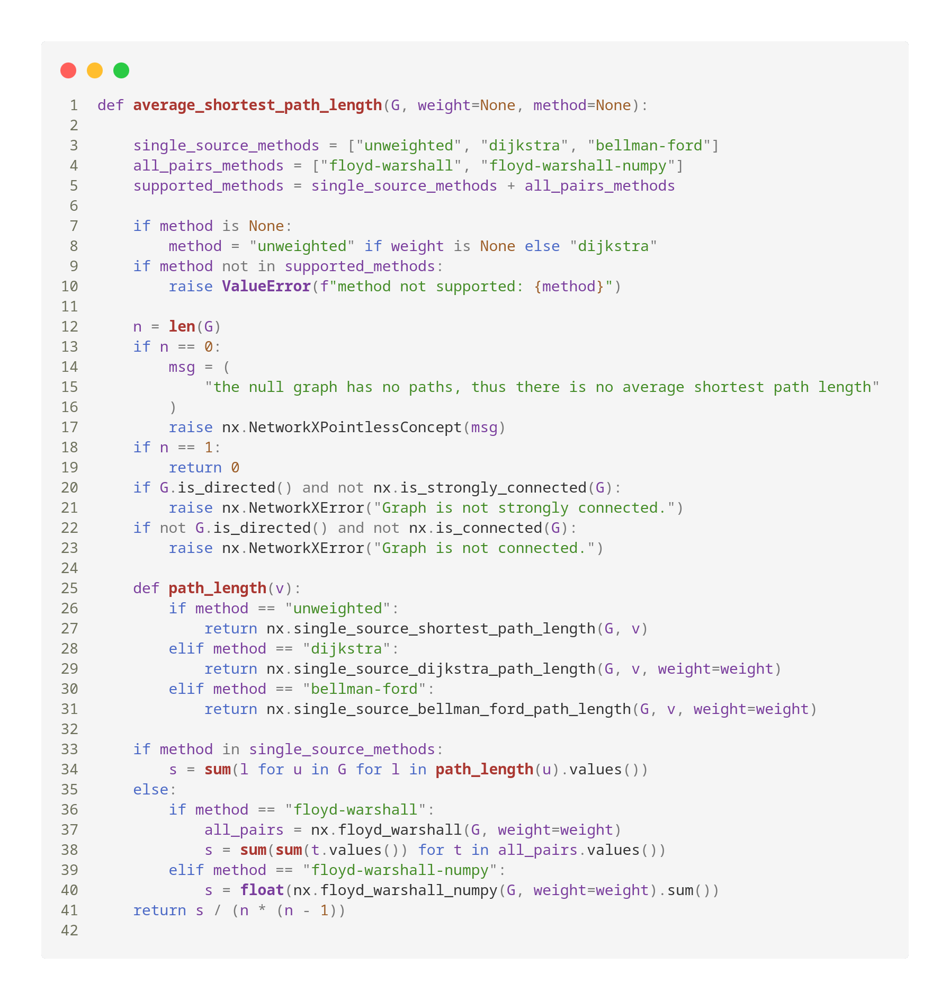 1 def average_shortest_path_length(G, weight=None, method=None):
2
3     single_source_methods = ["unweighted", "dijkstra", "bellman-ford"]
4     all_pairs_methods = ["floyd-warshall", "floyd-warshall-numpy"]
5     supported_methods = single_source_methods + all_pairs_methods
6
7     if method is None:
8         method = "unweighted" if weight is None else "dijkstra"
9     if method not in supported_methods:
10         raise ValueError(f"method not supported: {method}")
11
12     n = len(G)
13     if n == 0:
14         msg = (
15             "the null graph has no paths, thus there is no average shortest path length"
16         )
17         raise nx.NetworkXPointlessConcept(msg)
18     if n == 1:
19         return 0
20     if G.is_directed() and not nx.is_strongly_connected(G):
21         raise nx.NetworkXError("Graph is not strongly connected.")
22     if not G.is_directed() and not nx.is_connected(G):
23         raise nx.NetworkXError("Graph is not connected.")
24
25     def path_length(v):
26         if method == "unweighted":
27             return nx.single_source_shortest_path_length(G, v)
28         elif method == "dijkstra":
29             return nx.single_source_dijkstra_path_length(G, v, weight=weight)
30         elif method == "bellman-ford":
31             return nx.single_source_bellman_ford_path_length(G, v, weight=weight)
32
33     if method in single_source_methods:
34         s = sum(l for u in G for l in path_length(u).values())
35     else:
36         if method == "floyd-warshall":
37             all_pairs = nx.floyd_warshall(G, weight=weight)
38             s = sum(sum(t.values()) for t in all_pairs.values())
39         elif method == "floyd-warshall-numpy":
40             s = float(nx.floyd_warshall_numpy(G, weight=weight).sum())
41     return s / (n * (n - 1))
42